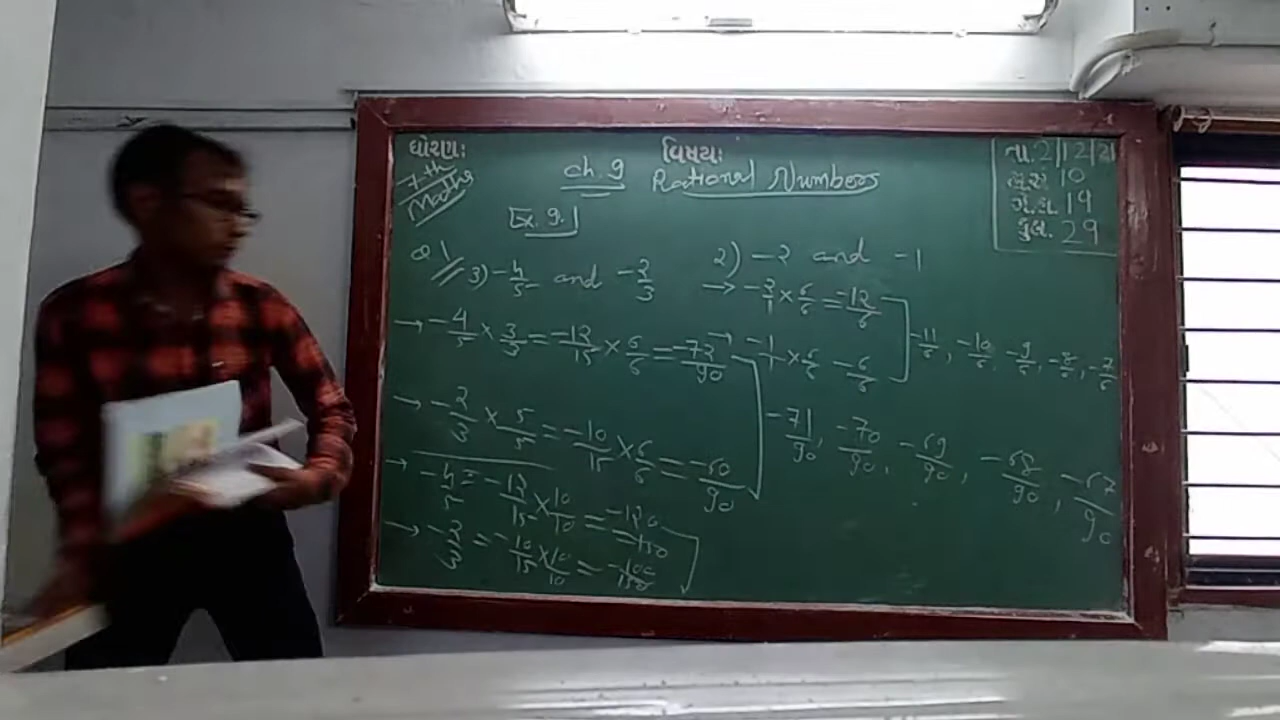 ધોરણ:
7th
Maths
વિષય:
ch. 9 Rational Numbers
તા. 2/12/21
10
19
કુલ. 29
Ex. 9.1
Q 1
3) -4/5 and -2/3
→ -4/5 × 3/3 = -12/15 × 6/6 = -72/90
→ -2/3 × 5/5 = -10/15 × 6/6 = -60/90
→ -4/5 = -12/15 × 10/10 = -120/150
→ -2/3 = -10/15 × 10/10 = -100/150
2) -2 and -1
→ -2/1 × 6/6 = -12/6
→ -1/1 × 6/6 -6/6
-11/6, -10/6, -9/6, -8/6, -7/6
-71/90, -70/90, -69/90, -68/90, -67/90